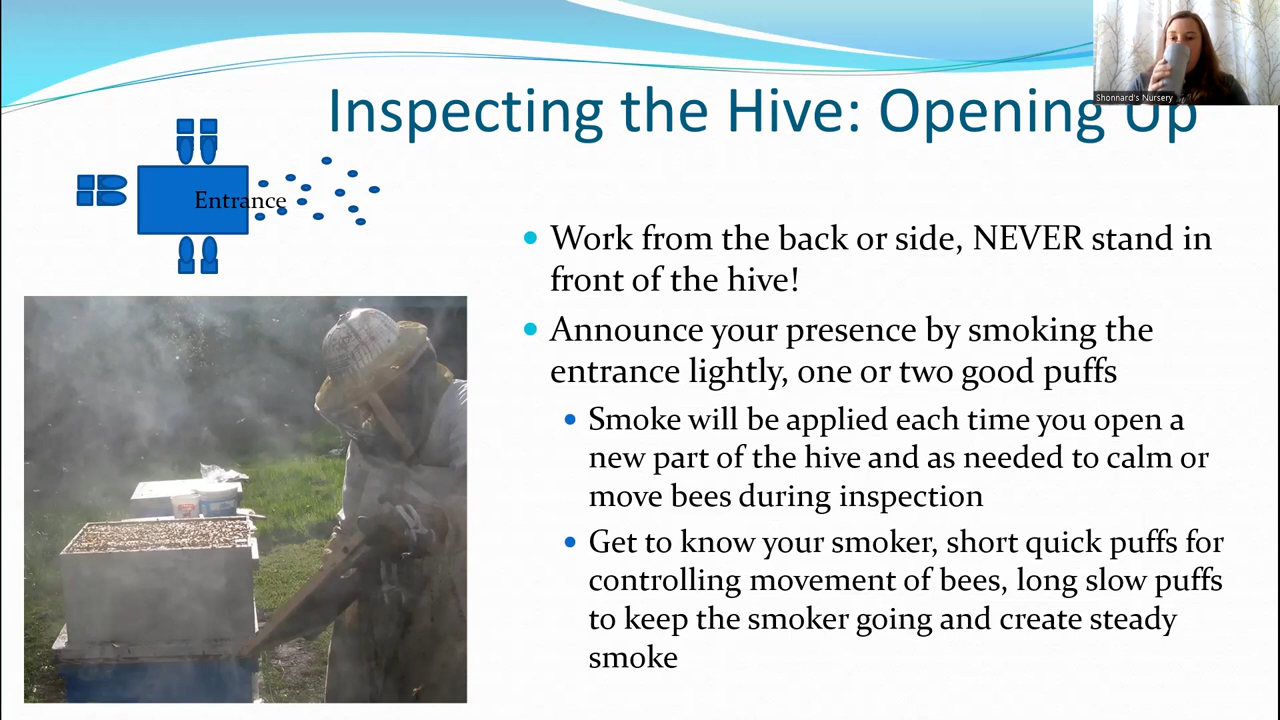 Inspecting the Hive: Opening Up
Shonnard's Nursery
Entrance
Work from the back or side, NEVER stand in
front of the hive!
Announce your presence by smoking the
entrance lightly, one or two good puffs
Smoke will be applied each time you open a
new part of the hive and as needed to calm or
move bees during inspection
Get to know your smoker, short quick puffs for
controlling movement of bees, long slow puffs
to keep the smoker going and create steady
smoke